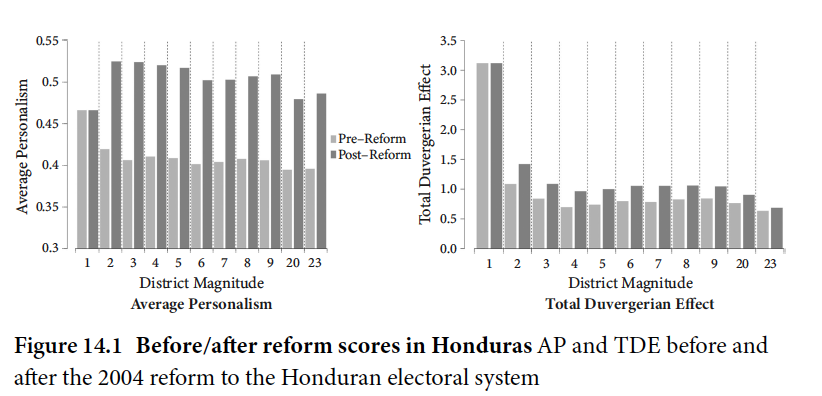 0.55
0.5
0.45
0.4
0.35
0.3
Average Personalism
1 2 3 4 5 6 7 8 9 20 23
District Magnitude
Average Personalism
Pre–Reform
Post–Reform
3.5
3.0
2.5
2.0
1.5
1.0
0.5
0.0
Total Duvergerian Effect
1 2 3 4 5 6 7 8 9 20 23
District Magnitude
Total Duvergerian Effect
Figure 14.1 Before/after reform scores in Honduras AP and TDE before and
after the 2004 reform to the Honduran electoral system